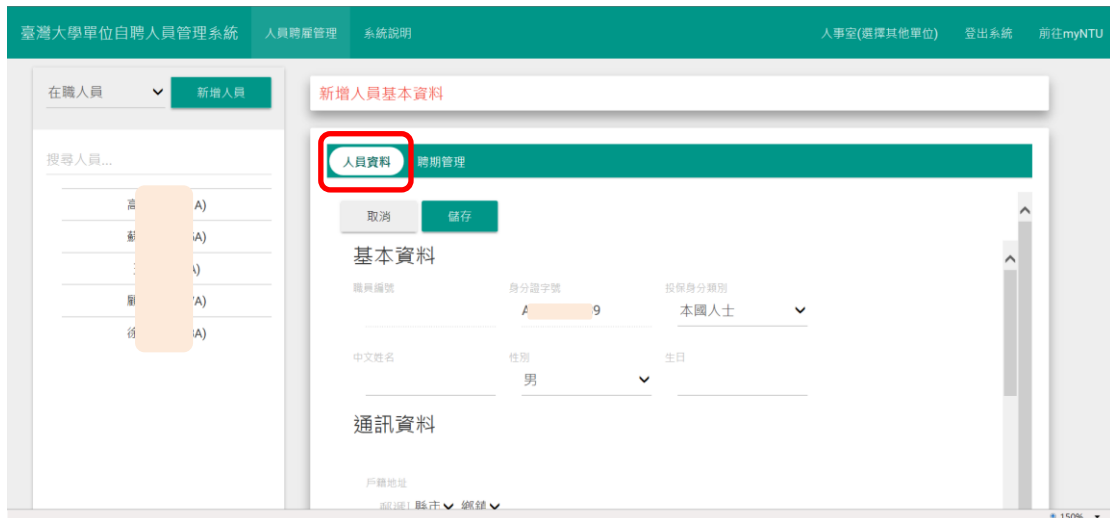 臺灣大學單位自聘人員管理系統 人員聘雇管理 系統說明 人事室(選擇其他單位) 登出系統 前往myNTU
在職人員 新增人員
新增人員基本資料
搜尋人員...
人員資料 聘期管理
高 A)
蘇 A)
A)
取消 儲存
基本資料
職員編號 身分證字號 投保身分類別
A 9 本國人士
中文姓名 性別 生日
男
通訊資料
戶籍地址
縣市 鄉鎮
150%